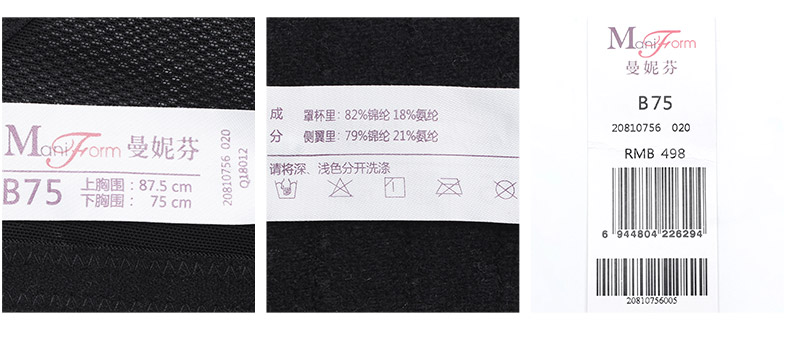 ManiForm 曼妮芬
B75
上胸围：87.5 cm
下胸围：75 cm
20810756 020
Q18012
成分
罩杯里：82%锦纶 18%氨纶
侧翼里：79%锦纶 21%氨纶
请将深、浅色分开洗涤
ManiForm
曼妮芬
B75
20810756 020
RMB 498
6 944804 226294
20810756005